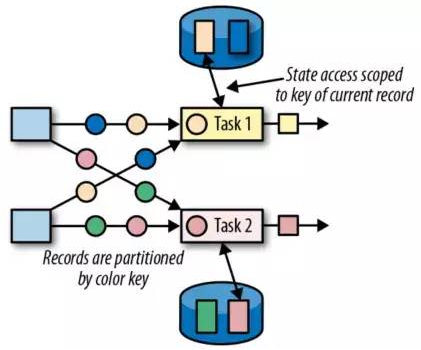 State access scoped
to key of current record
Task 1
Task 2
Records are partitioned
by color key